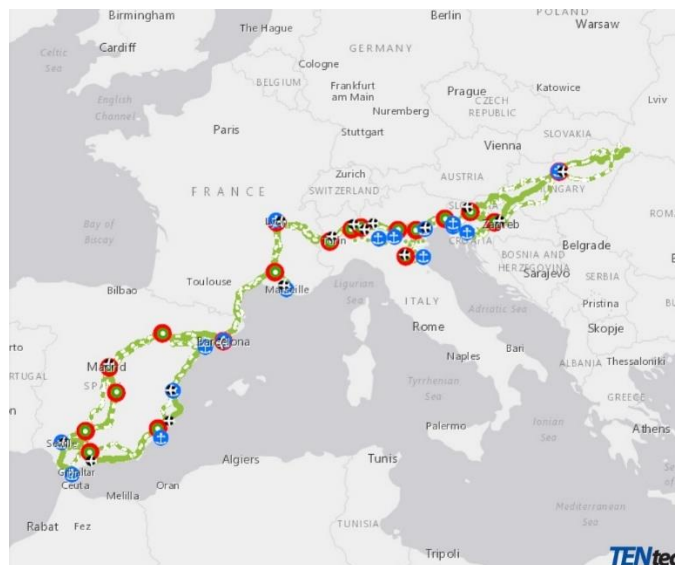 POLAND
Birmingham
Berlin
Warsaw
The Hague
Celtic
Sea
Cardiff
GERMANY
Cologne
BELGIUM
English
Channel
Frankfurt
am Main
Prague
Katowice
CZECH
REPUBLIC
Lviv
Nuremberg
Paris
Stuttgart
SLOVAKIA
Vienna
Zurich
AUSTRIA
SWITZERLAND
FRANCE
Zagreb
CROATIA
Bay of
Biscay
Belgrade
BOSNIA AND
HERZEGOVINA
Sarajevo
SERBIA
Toulouse
Marseille
Ligurian
Sea
Bilbao
ITALY
Adriatic Sea
Pristina
Skopje
Barcelona
Rome
Madrid
Naples
Bari
ALBANIA
Thessaloniki
Tyrrhenian
Sea
GREECE
Palermo
Ionian
Sea
Athens
Algiers
Tunis
Gibraltar
Ceuta
Oran
Melilla
Rabat
Fez
TUNISIA
Mediterranean
Sea
Tripoli
TENtec